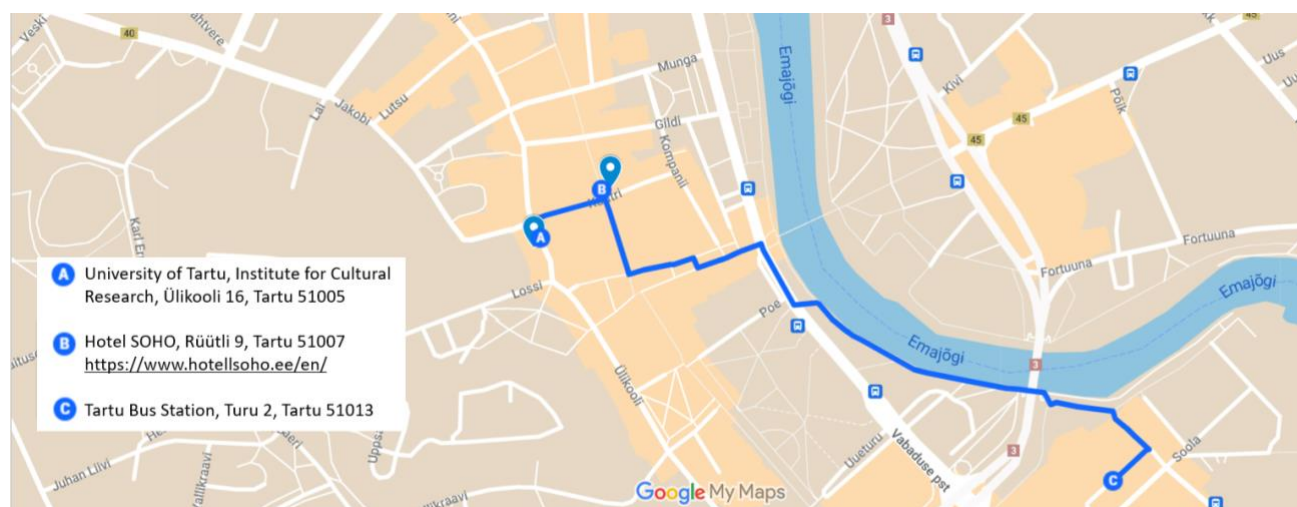 Veski
40
Jakobi
Lutsu
Lai
Munga
Gildi
Kompanii
B
A
Lossi
Ülikooli
Poe
Uueturu
Vabaduse pst
Emajõgi
3
45
Uus
Kivi
45
Põik
45
Fortuuna
Fortuuna
Emajõgi
Emajõgi
3
3
Soola
C
Juhan Liivi
A University of Tartu, Institute for Cultural
Research, Ülikooli 16, Tartu 51005
B Hotel SOHO, Rüütli 9, Tartu 51007
https://www.hotellsoho.ee/en/
C Tartu Bus Station, Turu 2, Tartu 51013
Google My Maps